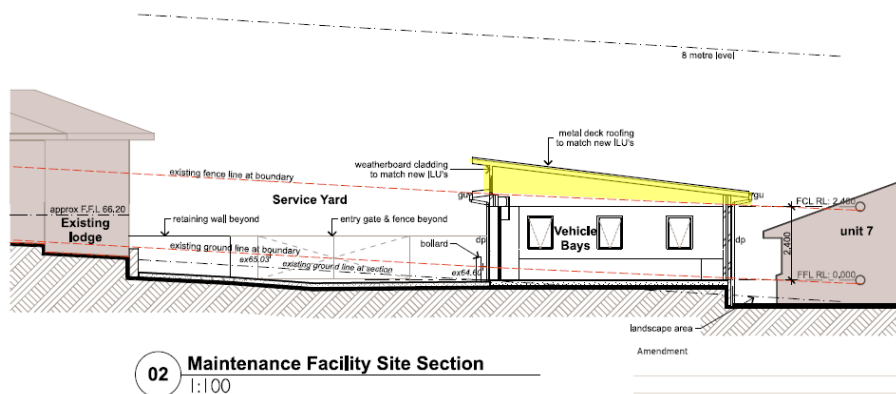 8 metre level
metal deck roofing
to match new ILU's
weatherboard cladding
to match new ILU's
existing fence line at boundary
gu
gu
FCL RL: 2,400
Service Yard
approx F.F.L 66.20
Existing
lodge
retaining wall beyond
entry gate & fence beyond
Vehicle
Bays
unit 7
dp
dp
bollard
2,400
existing ground line at boundary
ex65.03
existing ground line at section
ex64.60
FFL RL: 0,000
landscape area
02
Maintenance Facility Site Section
1:100
Amendment